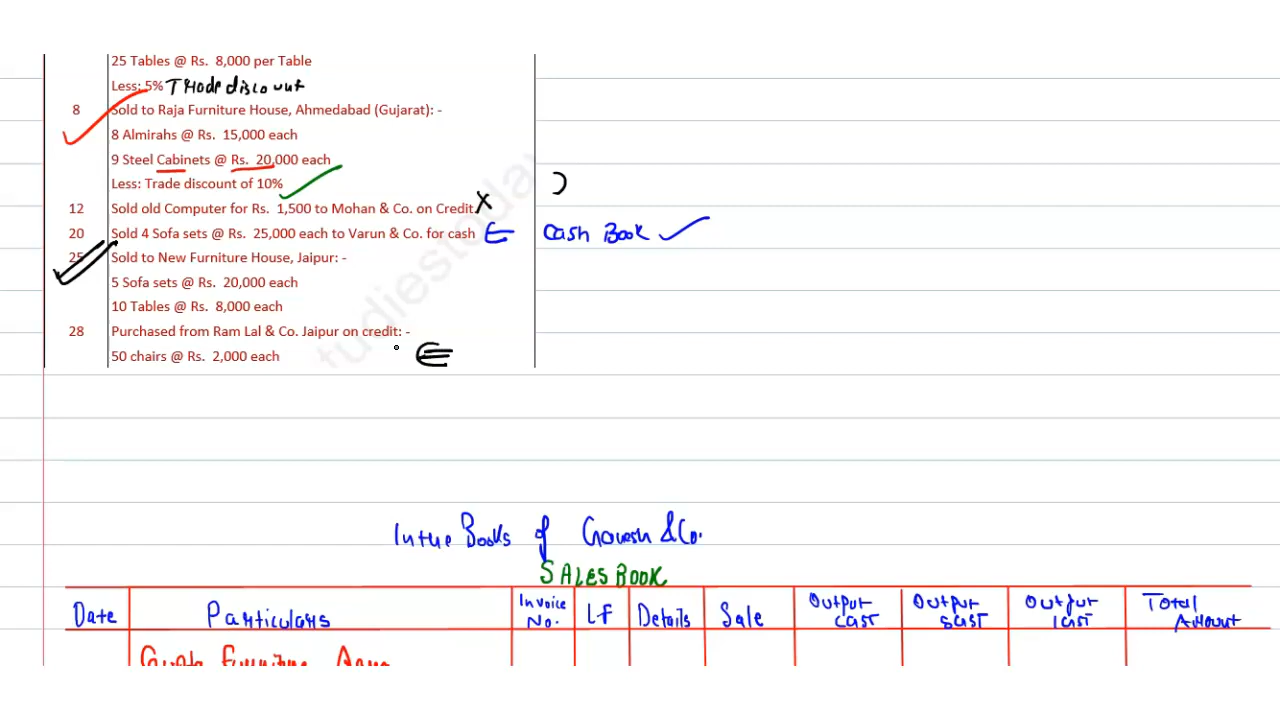 25 Tables @ Rs. 8,000 per Table
Less: 5% Trade discount
8 Sold to Raja Furniture House, Ahmedabad (Gujarat): -
8 Almirahs @ Rs. 15,000 each
9 Steel Cabinets @ Rs. 20,000 each
Less: Trade discount of 10%
12 Sold old Computer for Rs. 1,500 to Mohan & Co. on Credit X
20 Sold 4 Sofa sets @ Rs. 25,000 each to Varun & Co. for cash Cash Book
25 Sold to New Furniture House, Jaipur: -
5 Sofa sets @ Rs. 20,000 each
10 Tables @ Rs. 8,000 each
28 Purchased from Ram Lal & Co. Jaipur on credit: -
50 chairs @ Rs. 2,000 each
studiestoday
In the Books of &Co.
SALES BOOK
Date Particulars Invoice No. LF Details Sale Output CGST Output SGST Output IGST Total Amount
Furniture